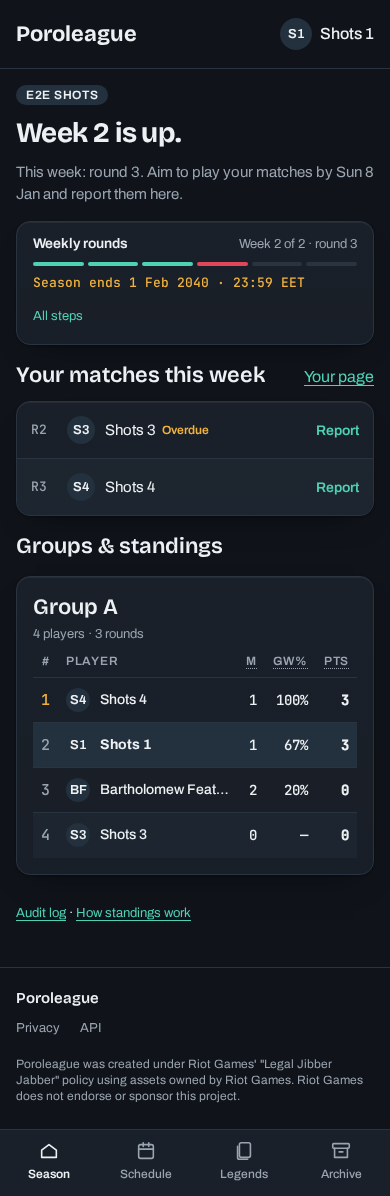 Poroleague
S1 Shots 1
E2E SHOTS
Week 2 is up.
This week: round 3. Aim to play your matches by Sun 8
Jan and report them here.
Weekly rounds Week 2 of 2 · round 3
Season ends 1 Feb 2040 · 23:59 EET
All steps
Your matches this week Your page
R2 S3 Shots 3 Overdue Report
R3 S4 Shots 4 Report
Groups & standings
Group A
4 players · 3 rounds
# PLAYER M GW% PTS
1 S4 Shots 4 1 100% 3
2 S1 Shots 1 1 67% 3
3 BF Bartholomew Feat... 2 20% 0
4 S3 Shots 3 0 – 0
Audit log · How standings work
Poroleague
Privacy API
Poroleague was created under Riot Games' "Legal Jibber
Jabber" policy using assets owned by Riot Games. Riot Games
does not endorse or sponsor this project.
Season Schedule Legends Archive